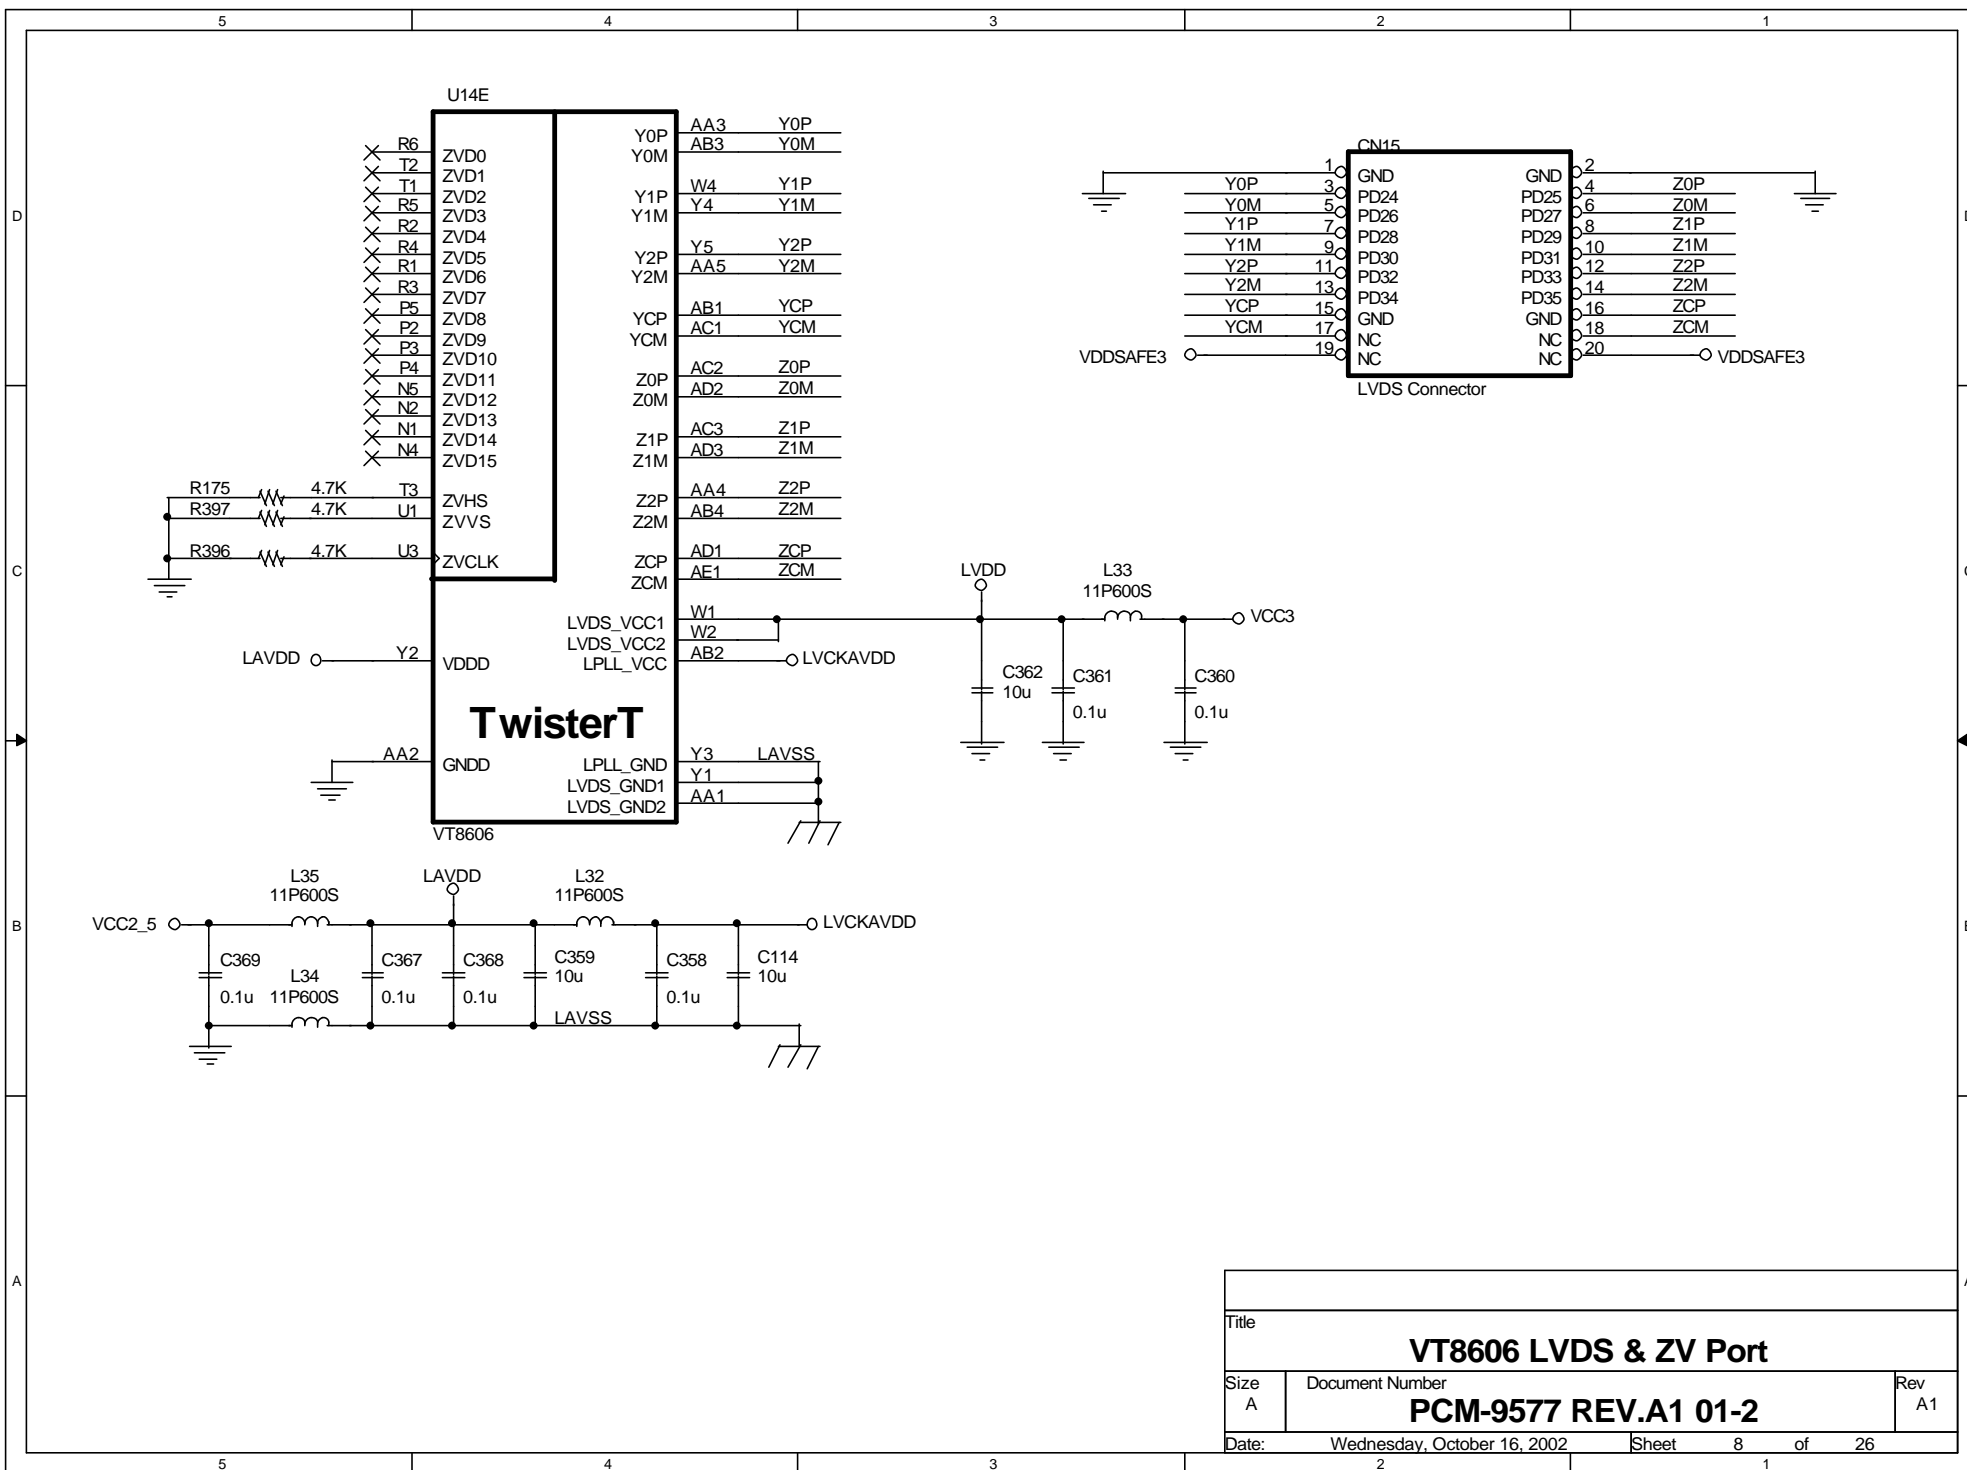 5 4 3 2 1
D
C
B
A
U14E
R6 ZVD0
T2 ZVD1
T1 ZVD2
R5 ZVD3
R2 ZVD4
R4 ZVD5
R1 ZVD6
R3 ZVD7
P5 ZVD8
P2 ZVD9
P3 ZVD10
P4 ZVD11
N5 ZVD12
N2 ZVD13
N1 ZVD14
N4 ZVD15
R175 4.7K T3 ZVHS
R397 4.7K U1 ZVVS
R396 4.7K U3 ZVCLK
LAVDD Y2 VDDD
AA2 GNDD
Y0P AA3 Y0P
Y0M AB3 Y0M
Y1P W4 Y1P
Y1M Y4 Y1M
Y2P Y5 Y2P
Y2M AA5 Y2M
YCP AB1 YCP
YCM AC1 YCM
Z0P AC2 Z0P
Z0M AD2 Z0M
Z1P AC3 Z1P
Z1M AD3 Z1M
Z2P AA4 Z2P
Z2M AB4 Z2M
ZCP AD1 ZCP
ZCM AE1 ZCM
LVDS_VCC1 W1
LVDS_VCC2 W2
LPLL_VCC AB2 LVCKAVDD
TwisterT
LPLL_GND Y3 LAVSS
LVDS_GND1 Y1
LVDS_GND2 AA1
VT8606
CN15
1 GND GND 2
Y0P 3 PD24 PD25 4 Z0P
Y0M 5 PD26 PD27 6 Z0M
Y1P 7 PD28 PD29 8 Z1P
Y1M 9 PD30 PD31 10 Z1M
Y2P 11 PD32 PD33 12 Z2P
Y2M 13 PD34 PD35 14 Z2M
YCP 15 GND GND 16 ZCP
YCM 17 NC NC 18 ZCM
VDDSAFE3 19 NC NC 20 VDDSAFE3
LVDS Connector
LVDD
L33
11P600S
VCC3
C362
10u
C361
0.1u
C360
0.1u
L35
11P600S
LAVDD
L32
11P600S
VCC2_5
LVCKAVDD
C369
0.1u
L34
11P600S
C367
0.1u
C368
0.1u
C359
10u
C358
0.1u
C114
10u
LAVSS
Title
VT8606 LVDS & ZV Port
Size
A
Document Number
PCM-9577 REV.A1 01-2
Rev
A1
Date: Wednesday, October 16, 2002 Sheet 8 of 26
5 4 3 2 1